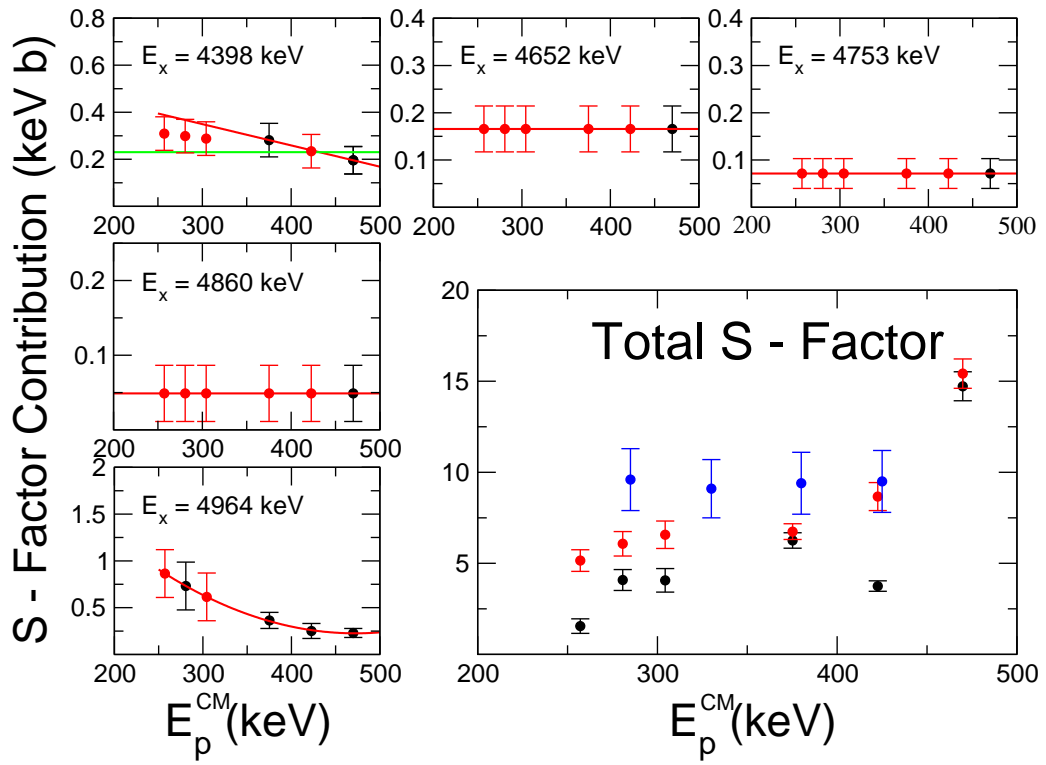 S - Factor Contribution (keV b)
0.8
0.6
0.4
0.2
E_x = 4398 keV
200 300 400 500
0.4
0.3
0.2
0.1
E_x = 4652 keV
200 300 400 500
0.4
0.3
0.2
0.1
E_x = 4753 keV
200 300 400 500
0.2
0.1
E_x = 4860 keV
200 300 400 500
2
1.5
1
0.5
E_x = 4964 keV
200 300 400 500
E_p^CM(keV)
20
15
10
5
Total S - Factor
200 300 400 500
E_p^CM(keV)